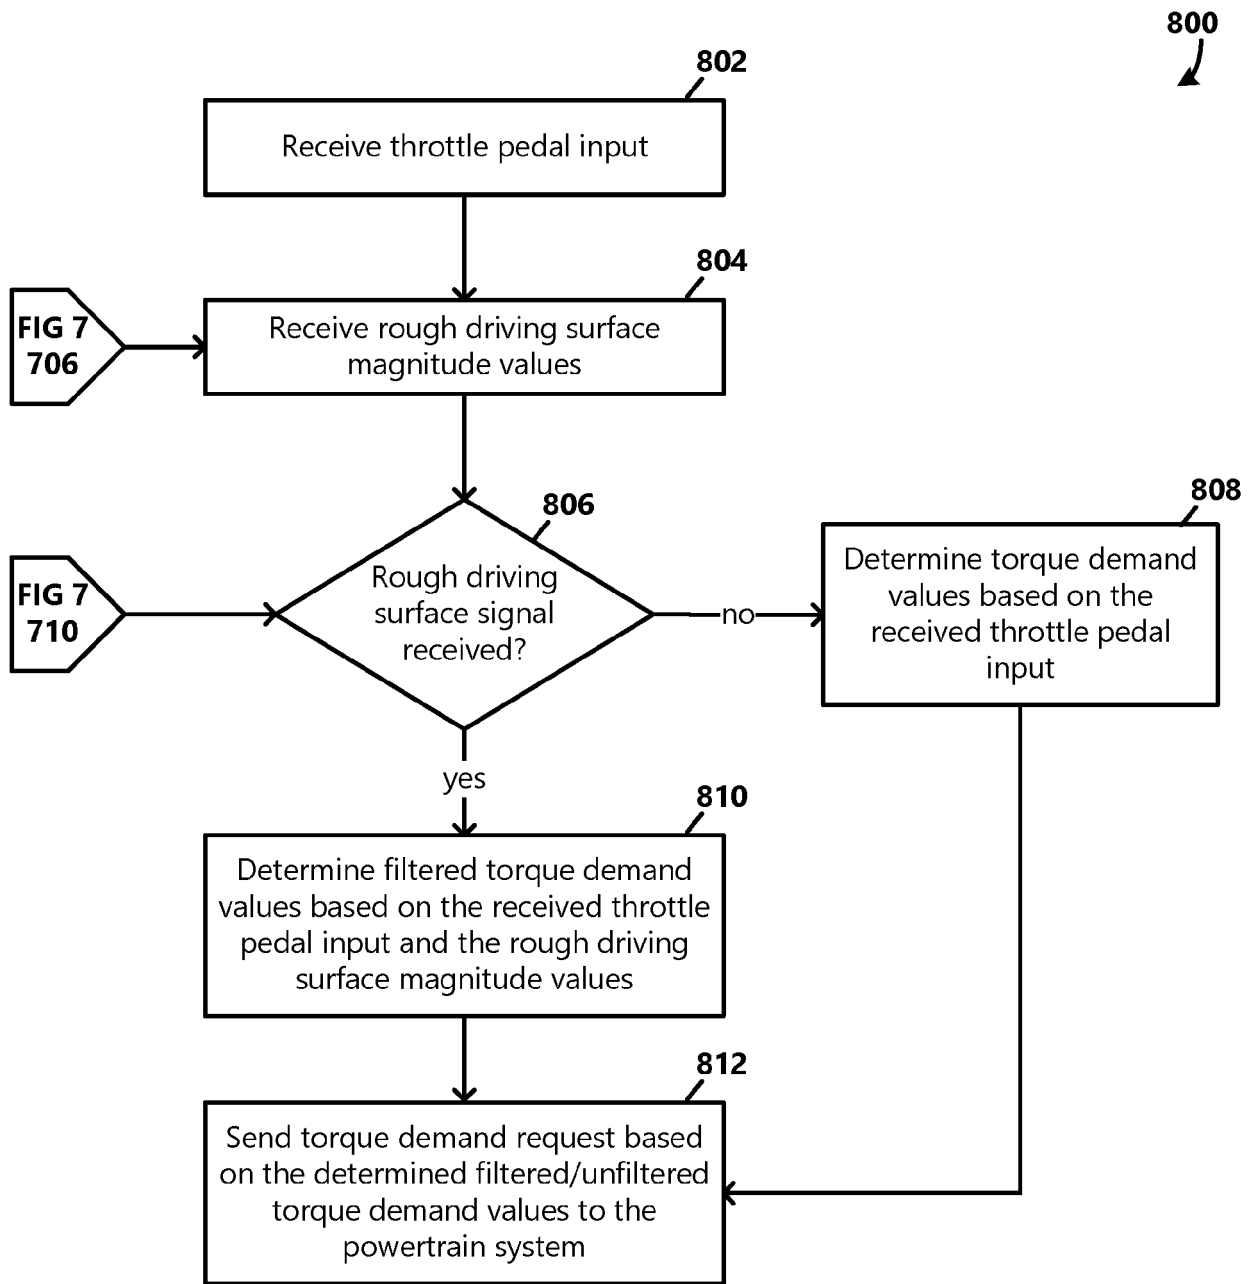 800
802
Receive throttle pedal input
804
FIG 7
706
Receive rough driving surface
magnitude values
806
808
FIG 7
710
Rough driving
surface signal
received?
no
Determine torque demand
values based on the
received throttle pedal
input
yes
810
Determine filtered torque demand
values based on the received throttle
pedal input and the rough driving
surface magnitude values
812
Send torque demand request based
on the determined filtered/unfiltered
torque demand values to the
powertrain system